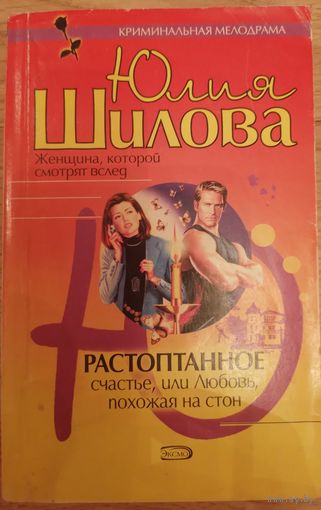 КРИМИНАЛЬНАЯ МЕЛОДРАМА
Юлия
Шилова
Женщина, которой
смотрят вслед
РАСТОПТАННОЕ
счастье, или Любовь,
похожая на стон
ЭКСМО